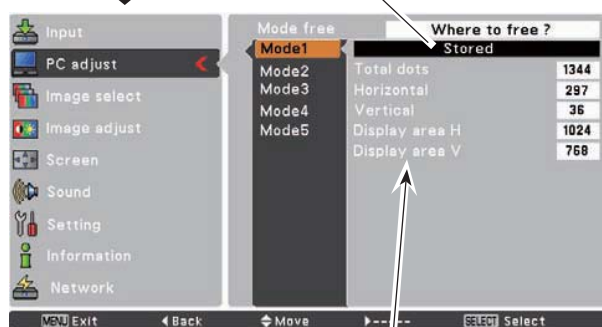 Input
PC adjust
Image select
Image adjust
Screen
Sound
Setting
Information
Network
Mode free
Where to free ?
Mode1
Stored
Mode2
Mode3
Mode4
Mode5
Total dots 1344
Horizontal 297
Vertical 36
Display area H 1024
Display area V 768
MENU Exit ◀Back Move ▶----- SELECT Select